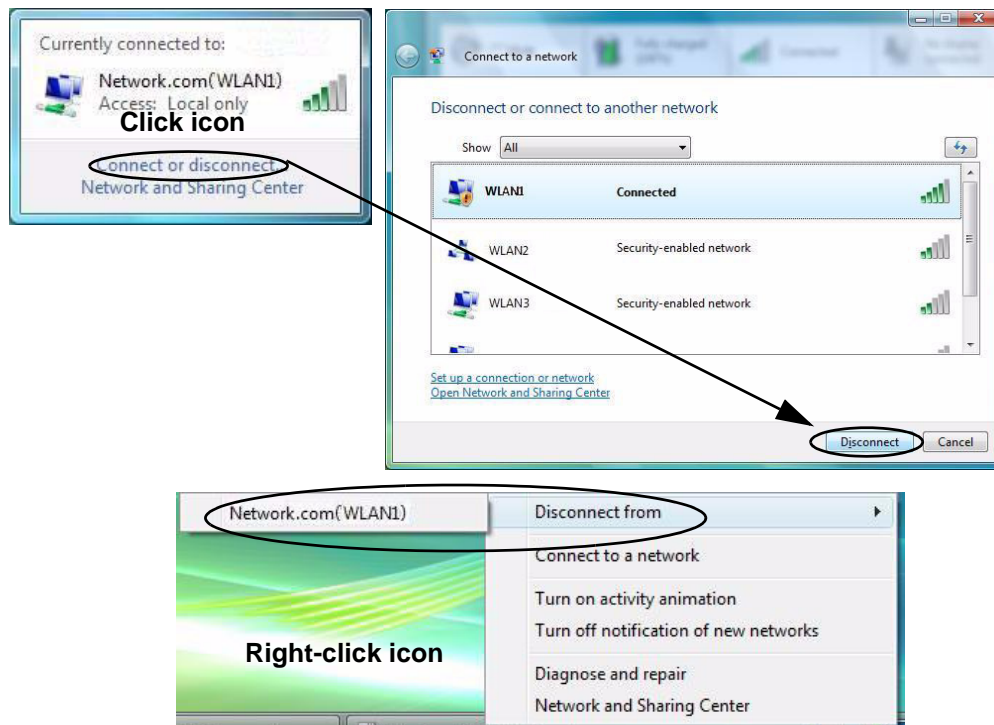 Currently connected to:
Network.com(WLAN1)
Access: Local only
Click icon
Connect or disconnect.
Network and Sharing Center
Connect to a network
Disconnect or connect to another network
Show All
WLAN1 Connected
WLAN2 Security-enabled network
WLAN3 Security-enabled network
Set up a connection or network
Open Network and Sharing Center
Disconnect Cancel
Network.com(WLAN1) Disconnect from
Connect to a network
Turn on activity animation
Turn off notification of new networks
Right-click icon
Diagnose and repair
Network and Sharing Center